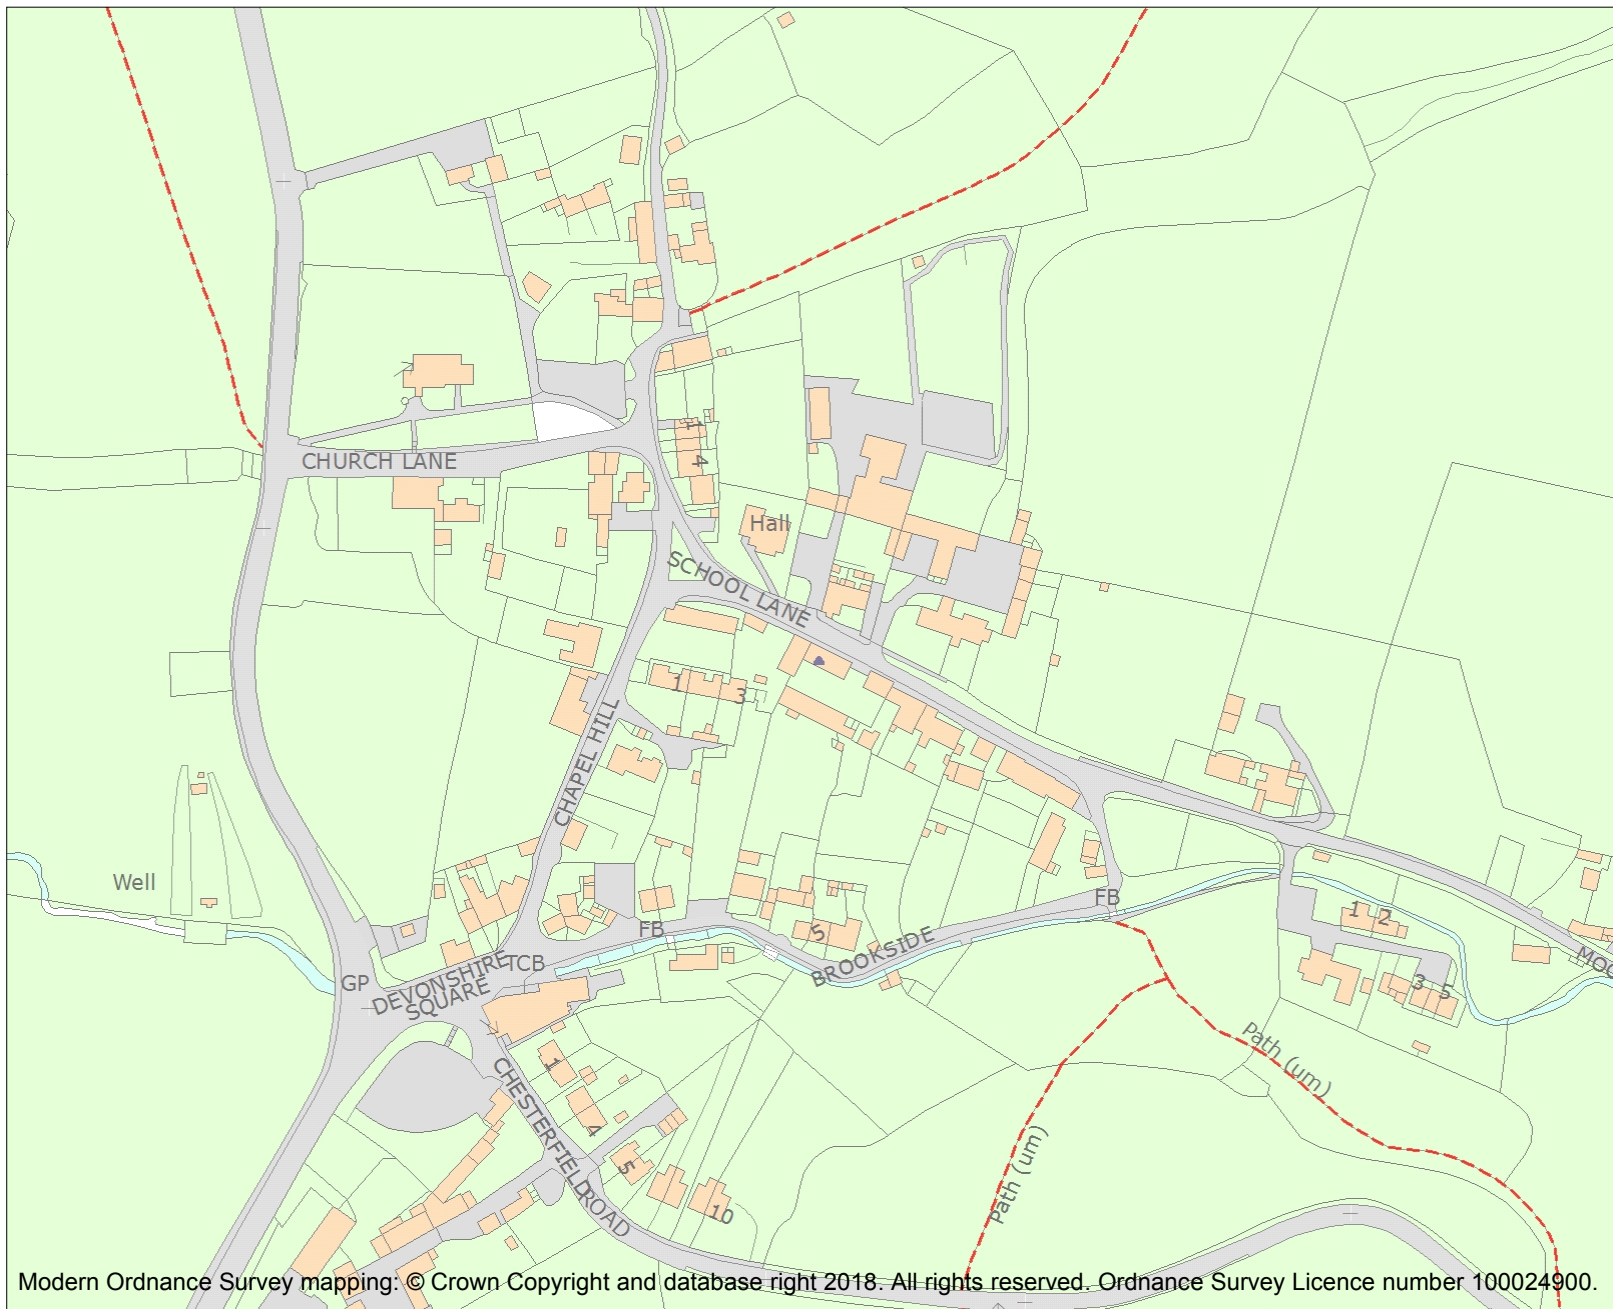 CHURCH LANE
1
4
Hall
SCHOOL LANE
1
3
CHAPEL HILL
Well
FB
1
2
5
FB
BROOKSIDE
TCB
DEVONSHIRE
SQUARE
GP
3
5
Path (um)
1
CHESTERFIELD
ROAD
4
5
10
Path (um)
Modern Ordnance Survey mapping: © Crown Copyright and database right 2018. All rights reserved. Ordnance Survey Licence number 100024900.